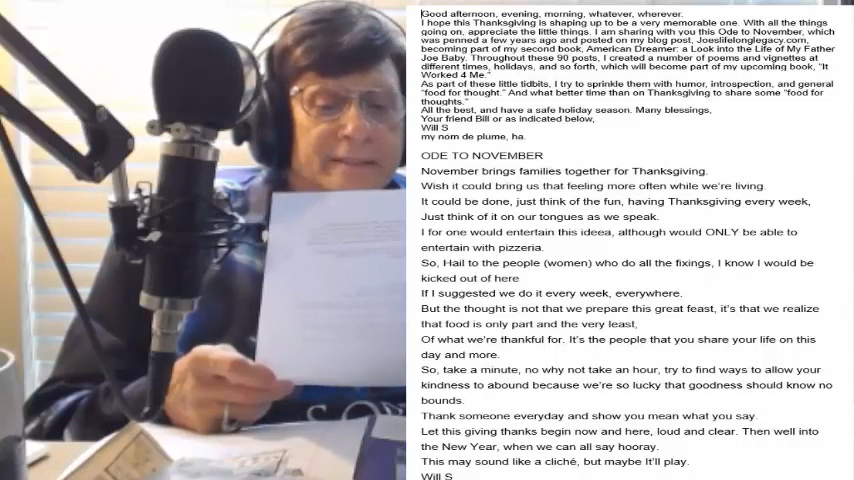 Good afternoon, evening, morning, whatever, wherever.
I hope this Thanksgiving is shaping up to be a very memorable one. With all the things
going on, appreciate the little things. I am sharing with you this Ode to November, which
was penned a few years ago and posted on my blog post, Joeslifelonglegacy.com,
becoming part of my second book, American Dreamer: a Look into the Life of My Father
Joe Baby. Throughout these 90 posts, I created a number of poems and vignettes at
different times, holidays, and so forth, which will become part of my upcoming book, "It
Worked 4 Me."
As part of these little tidbits, I try to sprinkle them with humor, introspection, and general
"food for thought." And what better time than on Thanksgiving to share some "food for
thoughts."
All the best, and have a safe holiday season. Many blessings,
Your friend Bill or as indicated below,
Will S
my nom de plume, ha.
ODE TO NOVEMBER
November brings families together for Thanksgiving.
Wish it could bring us that feeling more often while we're living.
It could be done, just think of the fun, having Thanksgiving every week,
Just think of it on our tongues as we speak.
I for one would entertain this ideea, although would ONLY be able to
entertain with pizzeria.
So, Hail to the people (women) who do all the fixings, I know I would be
kicked out of here
If I suggested we do it every week, everywhere.
But the thought is not that we prepare this great feast, it's that we realize
that food is only part and the very least,
Of what we're thankful for. It's the people that you share your life on this
day and more.
So, take a minute, no why not take an hour, try to find ways to allow your
kindness to abound because we're so lucky that goodness should know no
bounds.
Thank someone everyday and show you mean what you say.
Let this giving thanks begin now and here, loud and clear. Then well into
the New Year, when we can all say hooray.
This may sound like a cliché, but maybe It'll play.
Will S